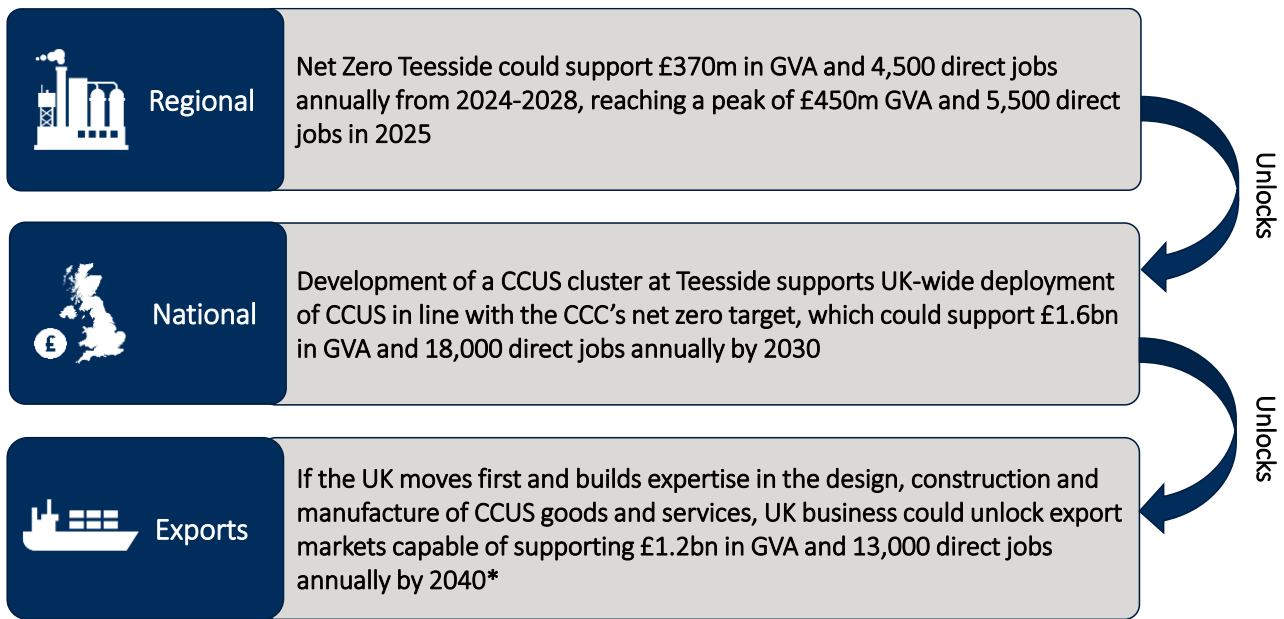 Regional
Net Zero Teesside could support £370m in GVA and 4,500 direct jobs
annually from 2024-2028, reaching a peak of £450m GVA and 5,500 direct
jobs in 2025
Unlocks
£
National
Development of a CCUS cluster at Teesside supports UK-wide deployment
of CCUS in line with the CCC's net zero target, which could support £1.6bn
in GVA and 18,000 direct jobs annually by 2030
Unlocks
Exports
If the UK moves first and builds expertise in the design, construction and
manufacture of CCUS goods and services, UK business could unlock export
markets capable of supporting £1.2bn in GVA and 13,000 direct jobs
annually by 2040*